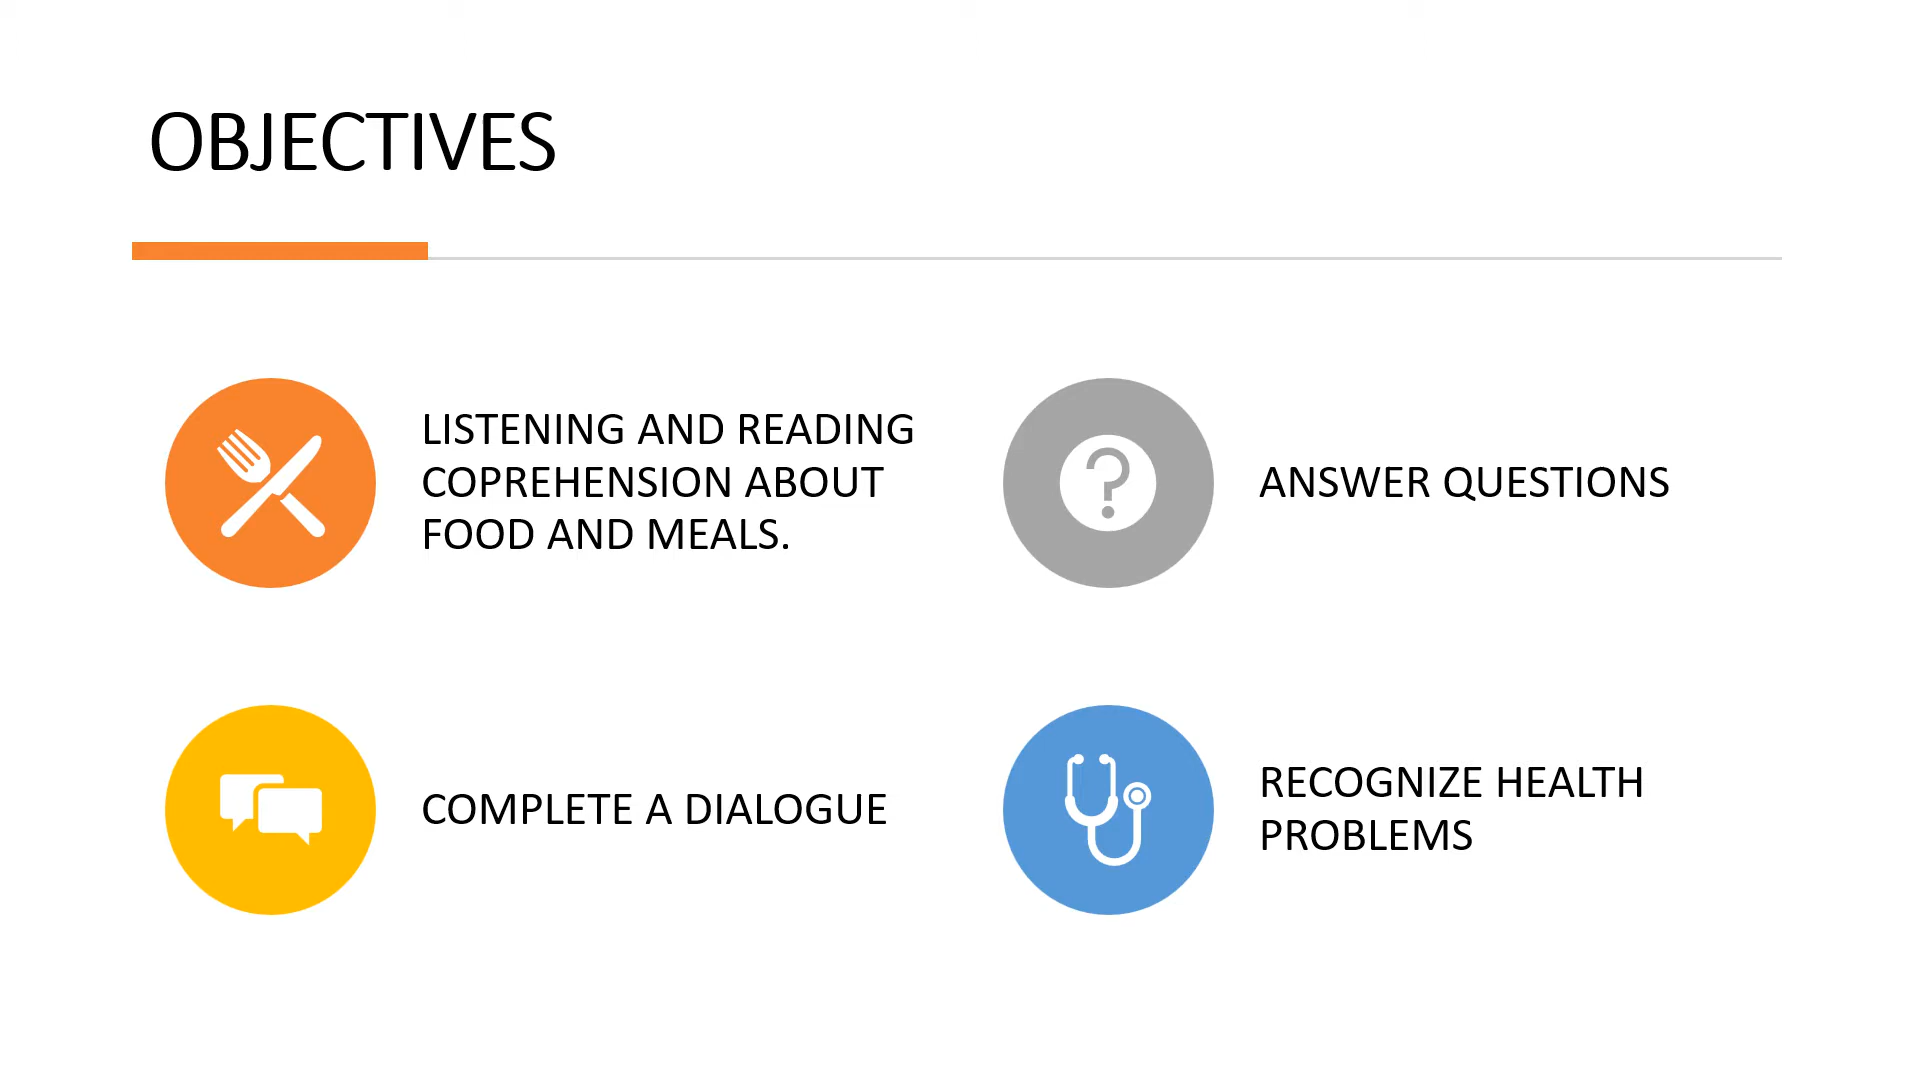 OBJECTIVES
LISTENING AND READING
COPREHENSION ABOUT
FOOD AND MEALS.
ANSWER QUESTIONS
COMPLETE A DIALOGUE
RECOGNIZE HEALTH
PROBLEMS